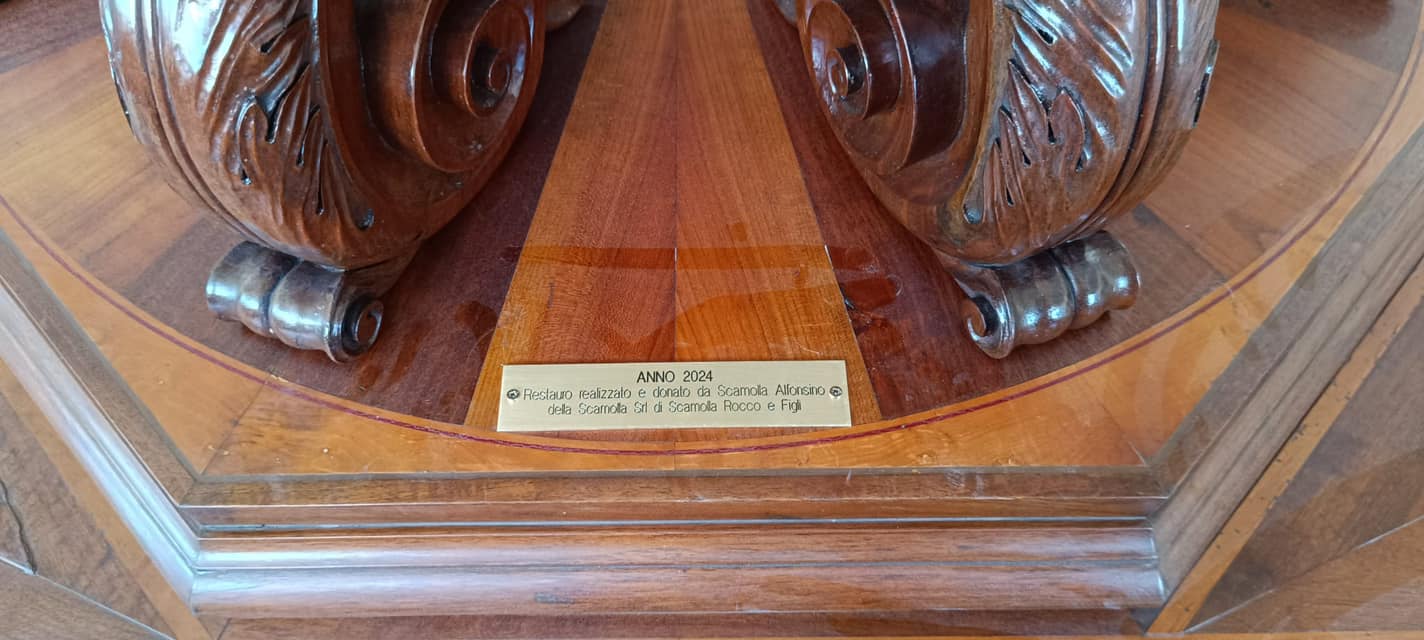 ANNO 2024
Restauro realizzato e donato da Scamolla Alfonsino
della Scamolla Srl di Scamolla Rocco e Figli